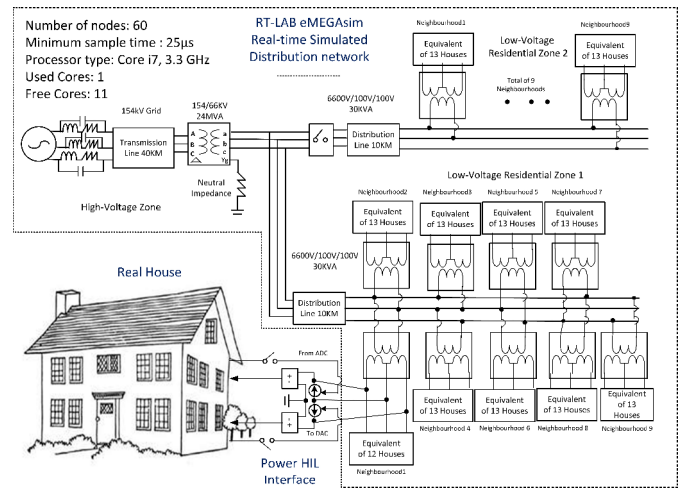 Number of nodes: 60
Minimum sample time : 25µs
Processor type: Core i7, 3.3 GHz
Used Cores: 1
Free Cores: 11
RT-LAB eMEGAsim
Real-time Simulated
Distribution network
Neighbourhood1
Equivalent
of 13 Houses
Low-Voltage
Residential Zone 2
Total of 9
Neighbourhoods
Neighbourhood9
Equivalent
of 13 Houses
154kV Grid
Transmission
Line 40KM
154/66KV
24MVA
A
B
C
a
b
c
Yg
Neutral
Impedance
High-Voltage Zone
6600V/100/100V
30KVA
Distribution
Line 10KM
Low-Voltage Residential Zone 1
Neighbourhood2
Equivalent
of 13 Houses
Neighbourhood3
Equivalent
of 13 Houses
Neighbourhood 5
Equivalent
of 13 Houses
Neighbourhood 7
Equivalent
of 13 Houses
6600V/100/100V
30KVA
Distribution
Line 10KM
Real House
From ADC
+
-
+
-
To DAC
Power HIL
Interface
Equivalent
of 12 Houses
Neighbourhood1
Equivalent
of 13 Houses
Neighbourhood 4
Equivalent
of 13 Houses
Neighbourhood 6
Equivalent
of 13 Houses
Neighbourhood 8
Equivalent
of 13
Houses
Neighbourhood 9